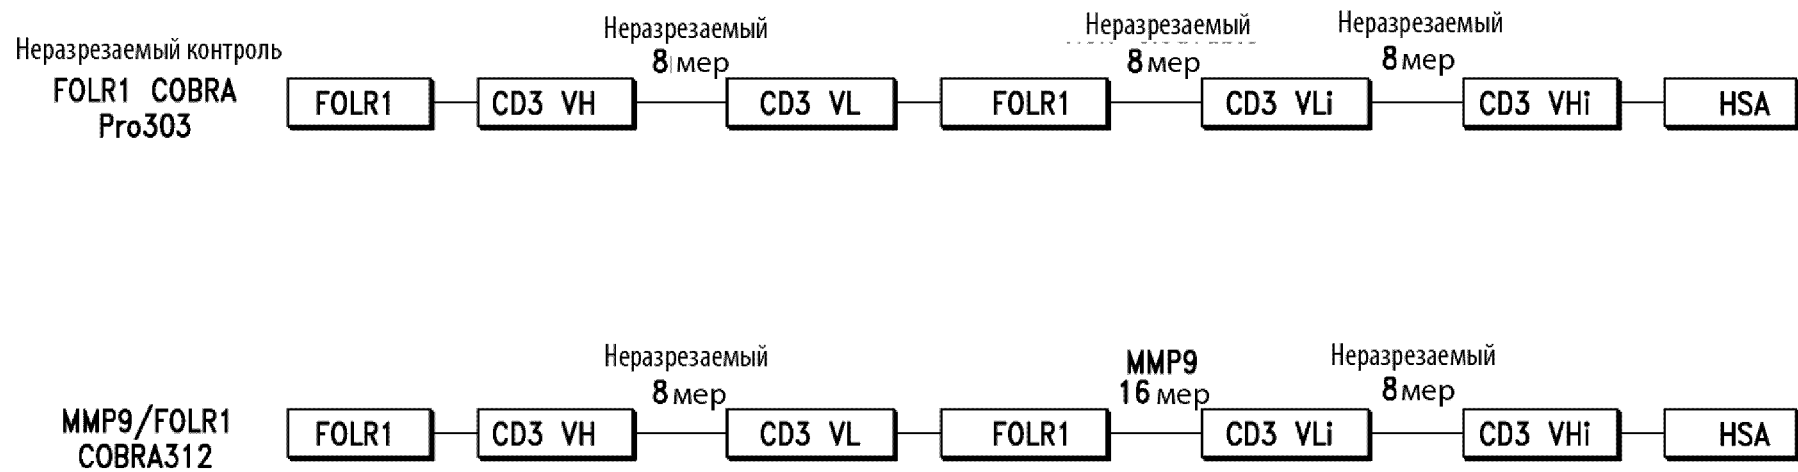 Неразрезаемый контроль
FOLR1 COBRA
Pro303
Неразрезаемый
8 мер
Неразрезаемый
8 мер
Неразрезаемый
8 мер
FOLR1 CD3 VH CD3 VL FOLR1 CD3 VLi CD3 VHi HSA
MMP9/FOLR1
COBRA312
Неразрезаемый
8 мер
MMP9
16 мер
Неразрезаемый
8 мер
FOLR1 CD3 VH CD3 VL FOLR1 CD3 VLi CD3 VHi HSA